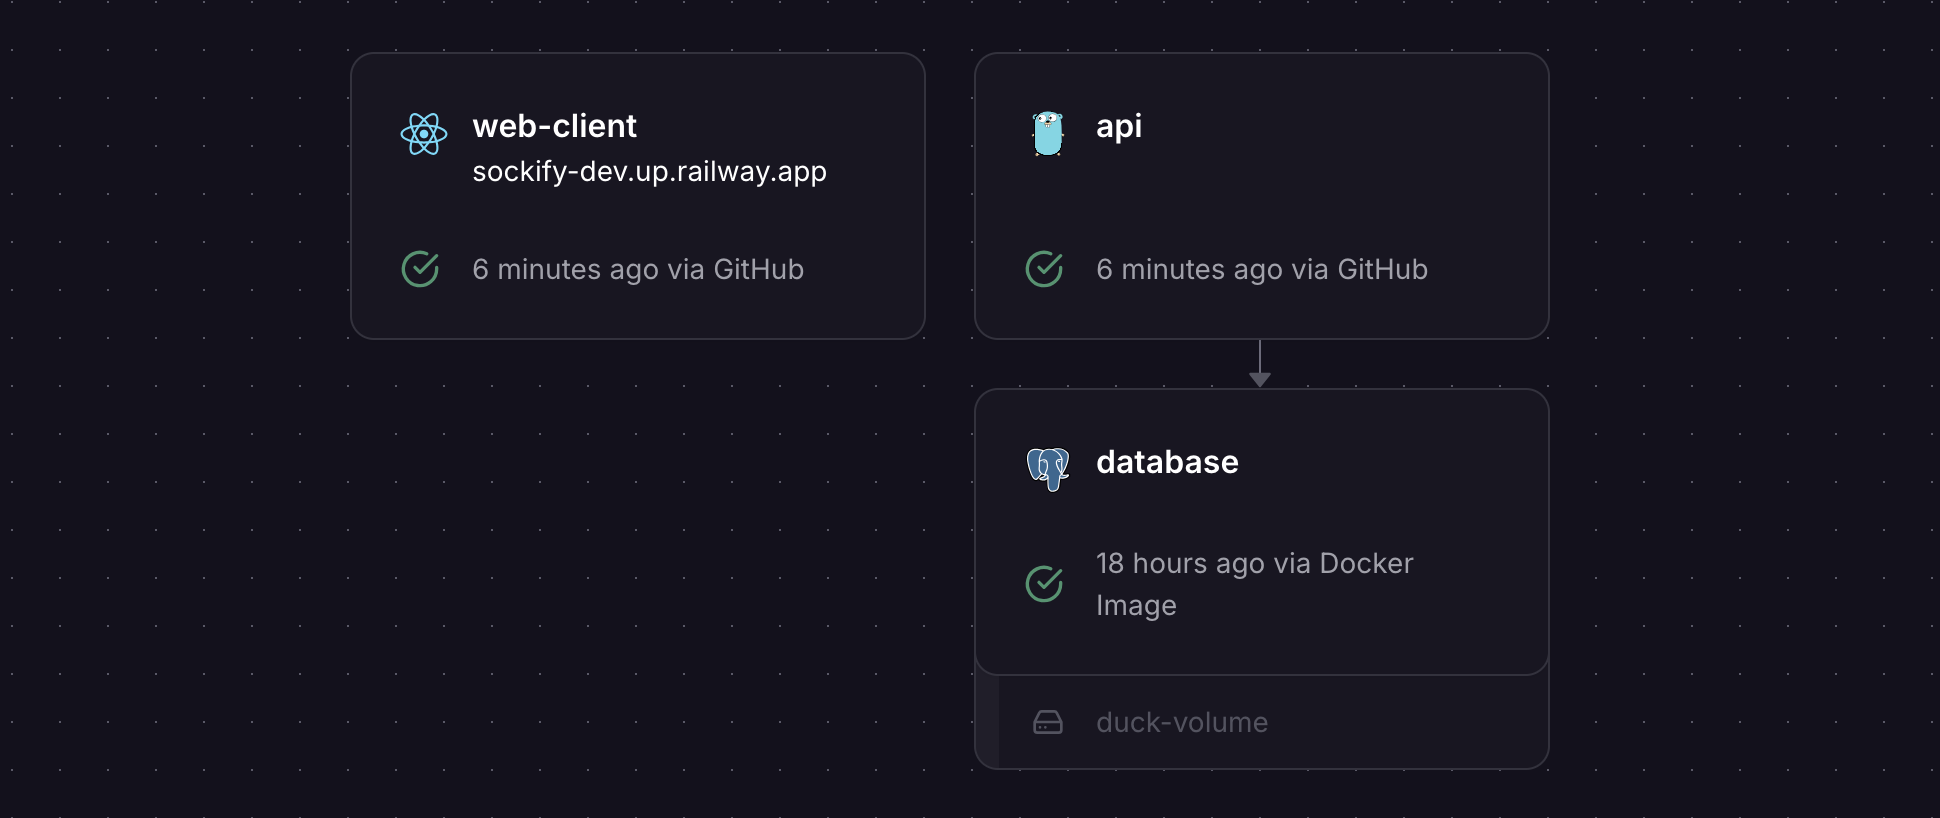 web-client
sockify-dev.up.railway.app
6 minutes ago via GitHub
api
6 minutes ago via GitHub
database
18 hours ago via Docker
Image
duck-volume